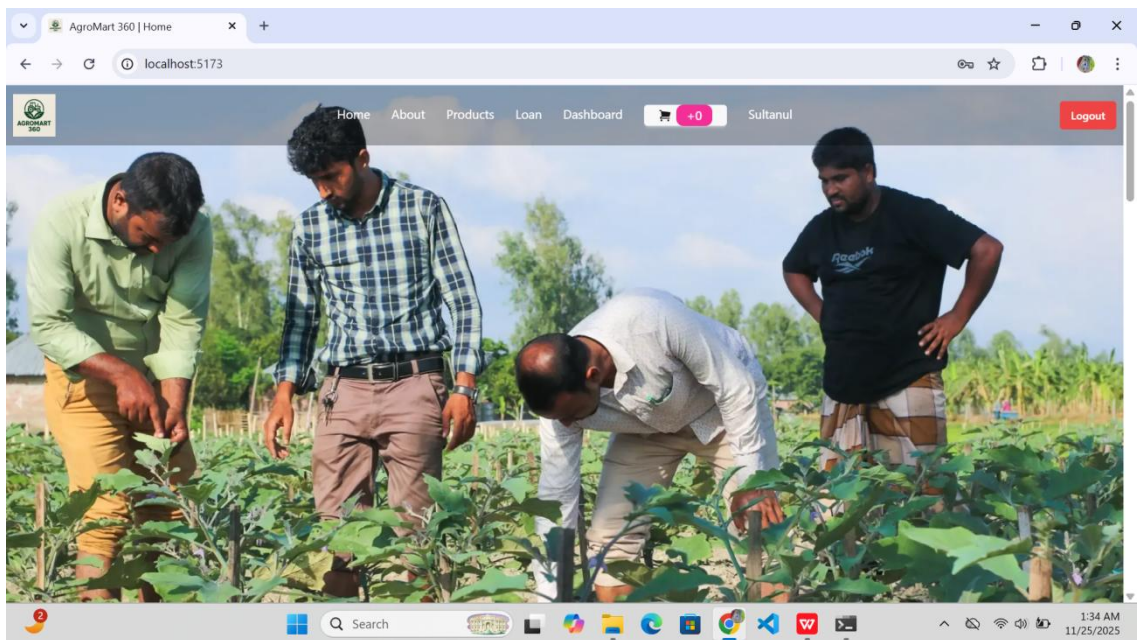 AgroMart 360 | Home
localhost:5173
AGROMART
360
Home About Products Loan Dashboard +0 Sultanul
Logout
Reebok
2
Search
1:34 AM
11/25/2025